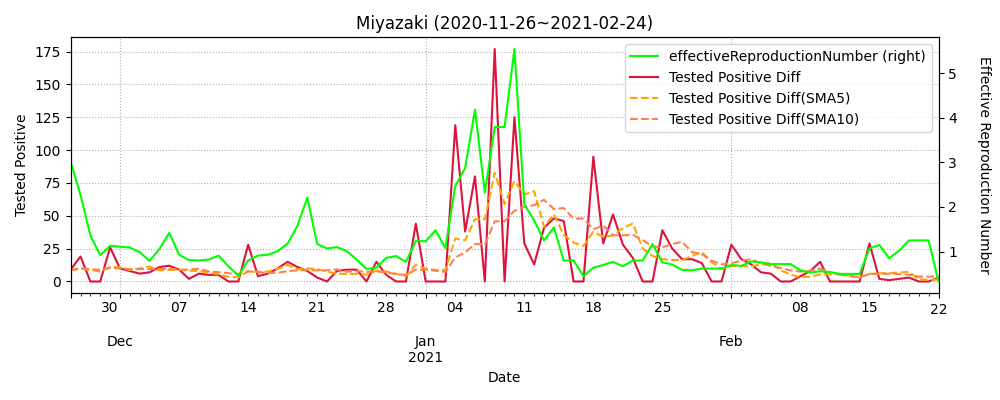 Miyazaki (2020-11-26~2021-02-24)
effectiveReproductionNumber (right)
Tested Positive Diff
Tested Positive Diff(SMA5)
Tested Positive Diff(SMA10)
Tested Positive
175
150
125
100
75
50
25
0
Effective Reproduction Number
5
4
3
2
1
30 07 14 21 28 04 11 18 25 08 15 22
Dec Jan Feb
2021
Date